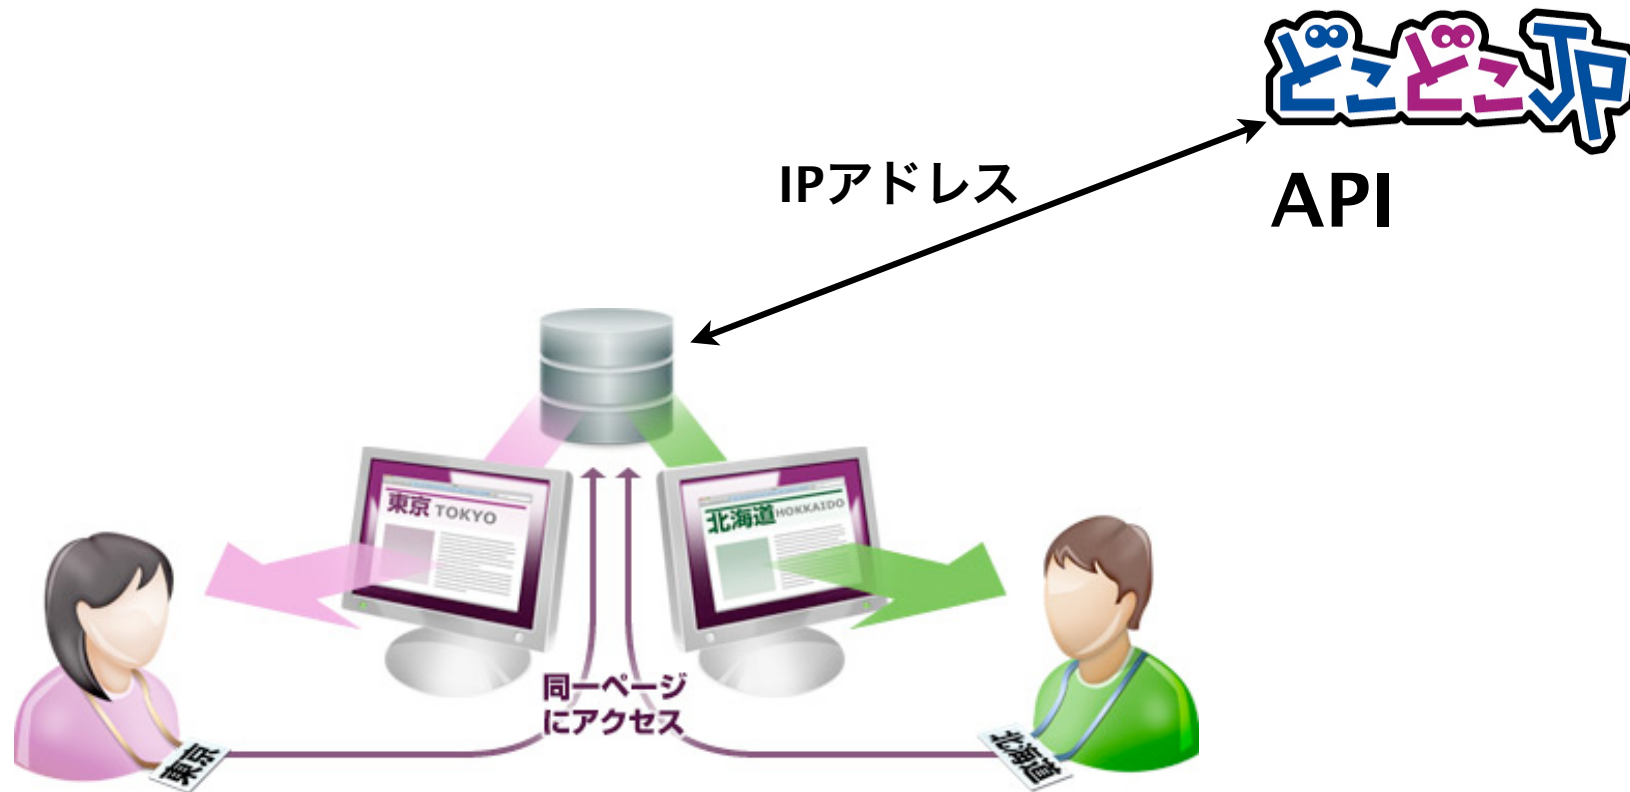 どこどこJP
IPアドレス
API
東京 TOKYO
北海道 HOKKAIDO
同一ページ
にアクセス
東京
北海道